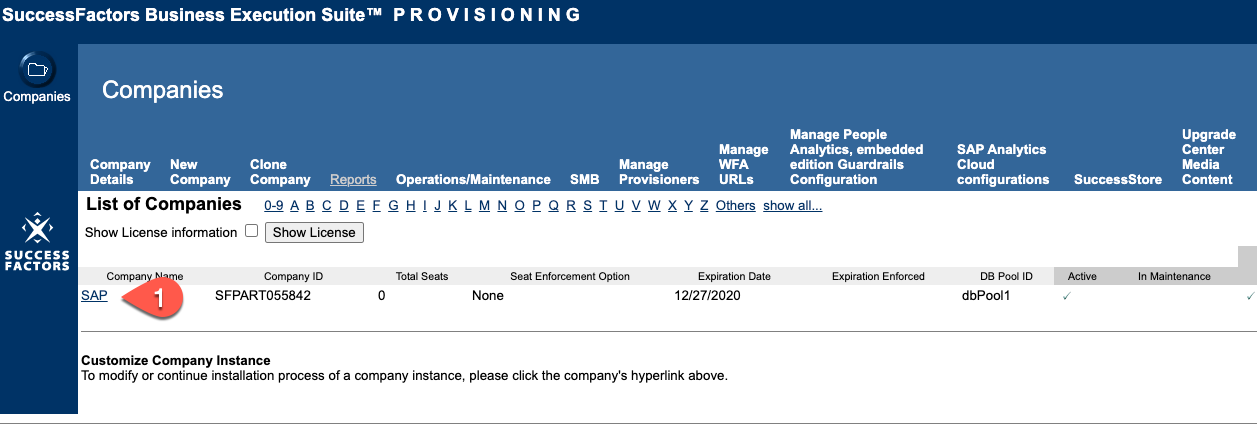 SuccessFactors Business Execution Suite™ PROVISIONING
Companies
Companies
Company Details
New Company
Clone Company
Reports
Operations/Maintenance
SMB
Manage Provisioners
Manage WFA URLs
Manage People Analytics, embedded edition Guardrails Configuration
SAP Analytics Cloud configurations
SuccessStore
Upgrade Center Media Content
SUCCESS
FACTORS
List of Companies 0-9 A B C D E F G H I J K L M N O P Q R S T U V W X Y Z Others show all...
Show License information Show License
Company Name Company ID Total Seats Seat Enforcement Option Expiration Date Expiration Enforced DB Pool ID Active In Maintenance
SAP 1 SFPART055842 0 None 12/27/2020 dbPool1 ✓ ✓
Customize Company Instance
To modify or continue installation process of a company instance, please click the company's hyperlink above.